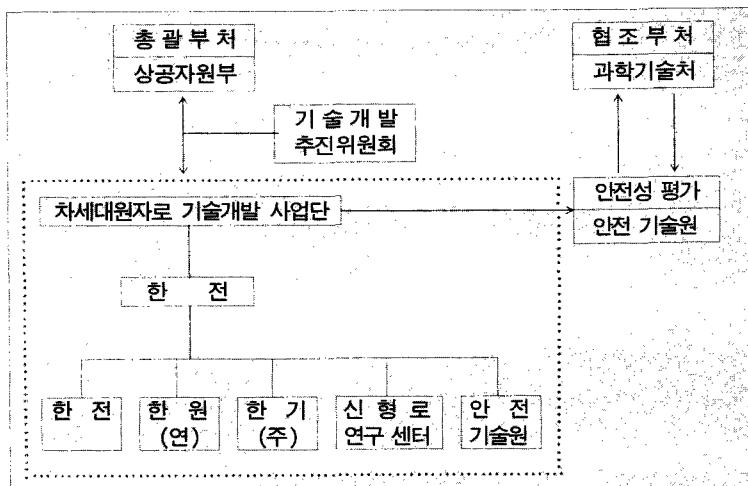 총괄부처
상공자원부
협조부처
과학기술처
기술개발
추진위원회
안전성 평가
안전 기술원
차세대원자로 기술개발 사업단
한 전
한 전
한 원
(연)
한 기
(주)
신형로
연구 센터
안 전
기술원